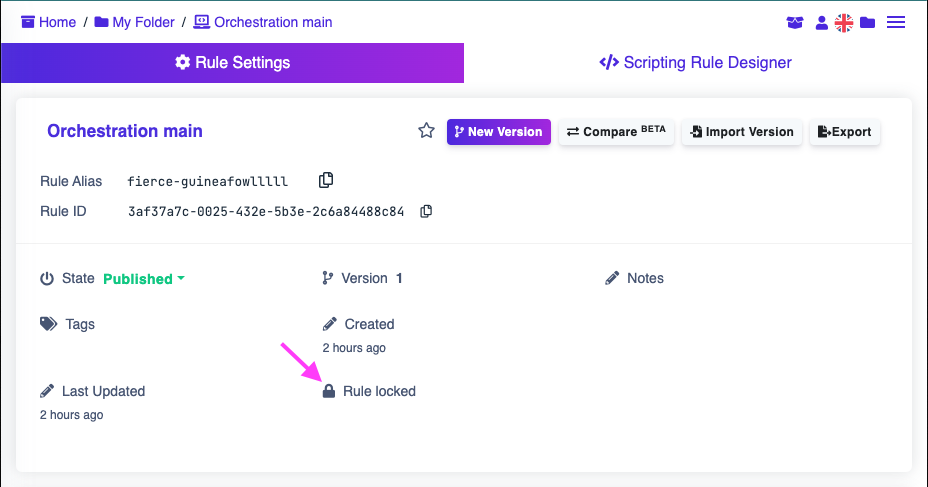 Home / My Folder / Orchestration main
Rule Settings
Scripting Rule Designer
Orchestration main
New Version
Compare BETA
Import Version
Export
Rule Alias fierce-guineafowlllll
Rule ID 3af37a7c-0025-432e-5b3e-2c6a84488c84
State Published
Version 1
Notes
Tags
Created
2 hours ago
Last Updated
2 hours ago
Rule locked